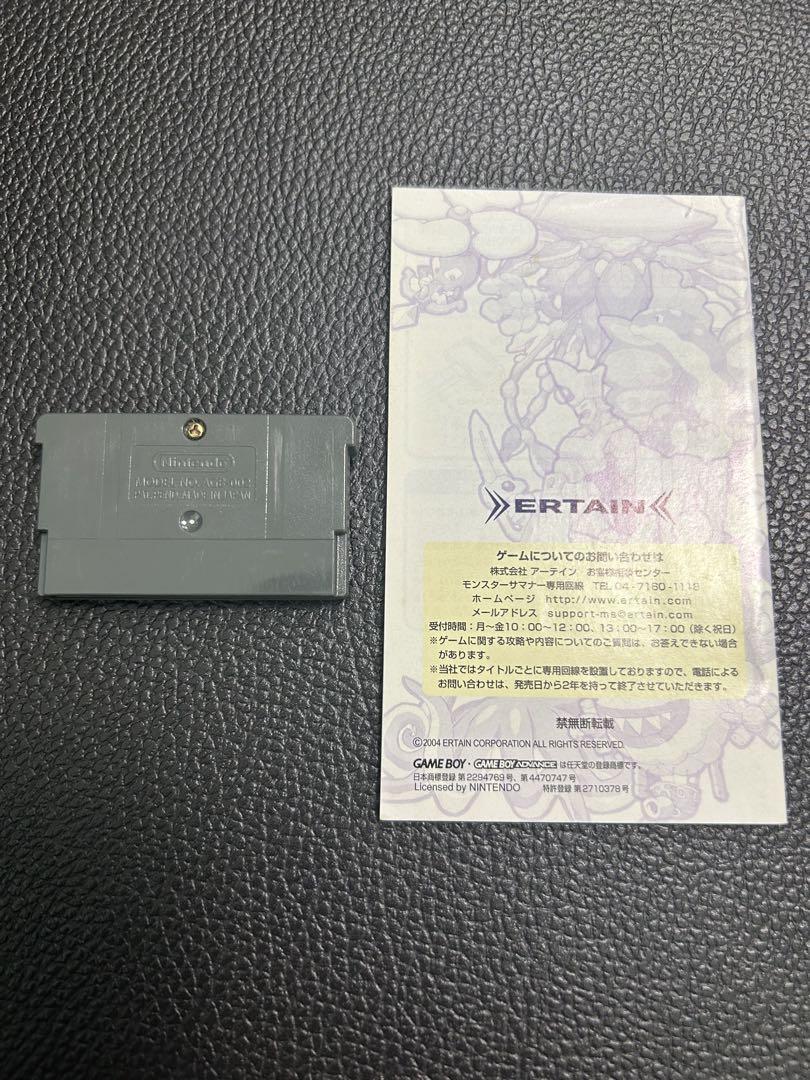 Nintendo
MODEL NO. AGB-002
PAT.PEND. MADE IN JAPAN
ERTAIN
ゲームについてのお問い合わせは
株式会社 アーテイン お客様相談センター
モンスターサマナー専用回線 TEL 04-7160-1118
ホームページ http://www.ertain.com
メールアドレス support-ms@ertain.com
受付時間：月～金10：00～12：00、13：00～17：00（除く祝日）
※ゲームに関する攻略や内容についてのご質問は、お答えできない場合
があります。
※当社ではタイトルごとに専用回線を設置しておりますので、電話による
お問い合わせは、発売日から2年を持って終了させていただきます。
禁無断転載
©2004 ERTAIN CORPORATION ALL RIGHTS RESERVED.
GAME BOY・GAME BOY ADVANCE は任天堂の登録商標です。
日本商標登録 第2294769号、第4470747号
Licensed by NINTENDO 特許登録 第2710378号